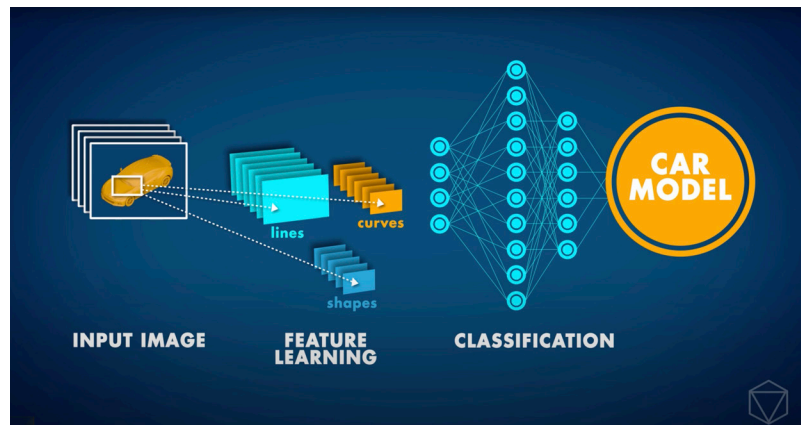 lines
curves
shapes
CAR
MODEL
INPUT IMAGE
FEATURE
LEARNING
CLASSIFICATION